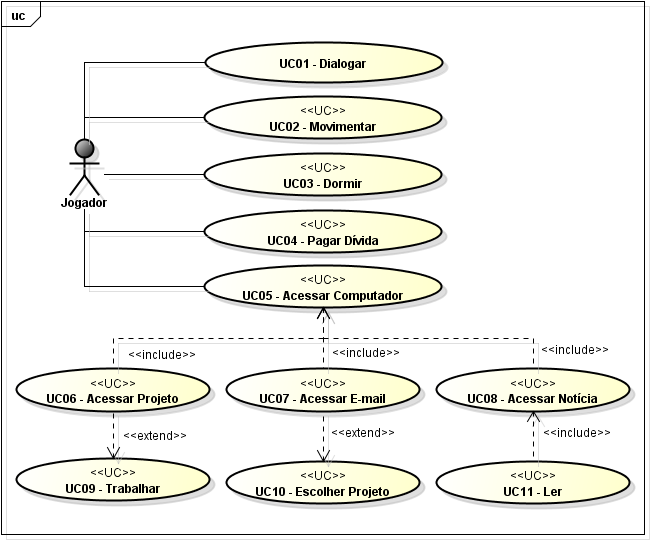 uc
UC01 - Dialogar
<<UC>>
UC02 - Movimentar
<<UC>>
UC03 - Dormir
Jogador
<<UC>>
UC04 - Pagar Dívida
<<UC>>
UC05 - Acessar Computador
<<include>>
<<include>>
<<include>>
<<UC>>
UC06 - Acessar Projeto
<<UC>>
UC07 - Acessar E-mail
<<UC>>
UC08 - Acessar Notícia
<<extend>>
<<extend>>
<<include>>
<<UC>>
UC09 - Trabalhar
<<UC>>
UC10 - Escolher Projeto
<<UC>>
UC11 - Ler